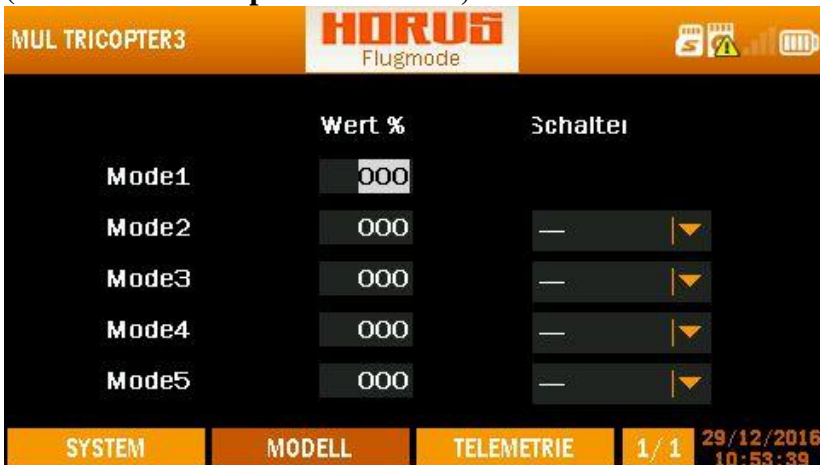 MUL TRICOPTER3
HORUS
Flugmode
Wert % Schalter
Mode1 000
Mode2 000 —
Mode3 000 —
Mode4 000 —
Mode5 000 —
SYSTEM MODELL TELEMETRIE 1/1 29/12/2016
10:53:39